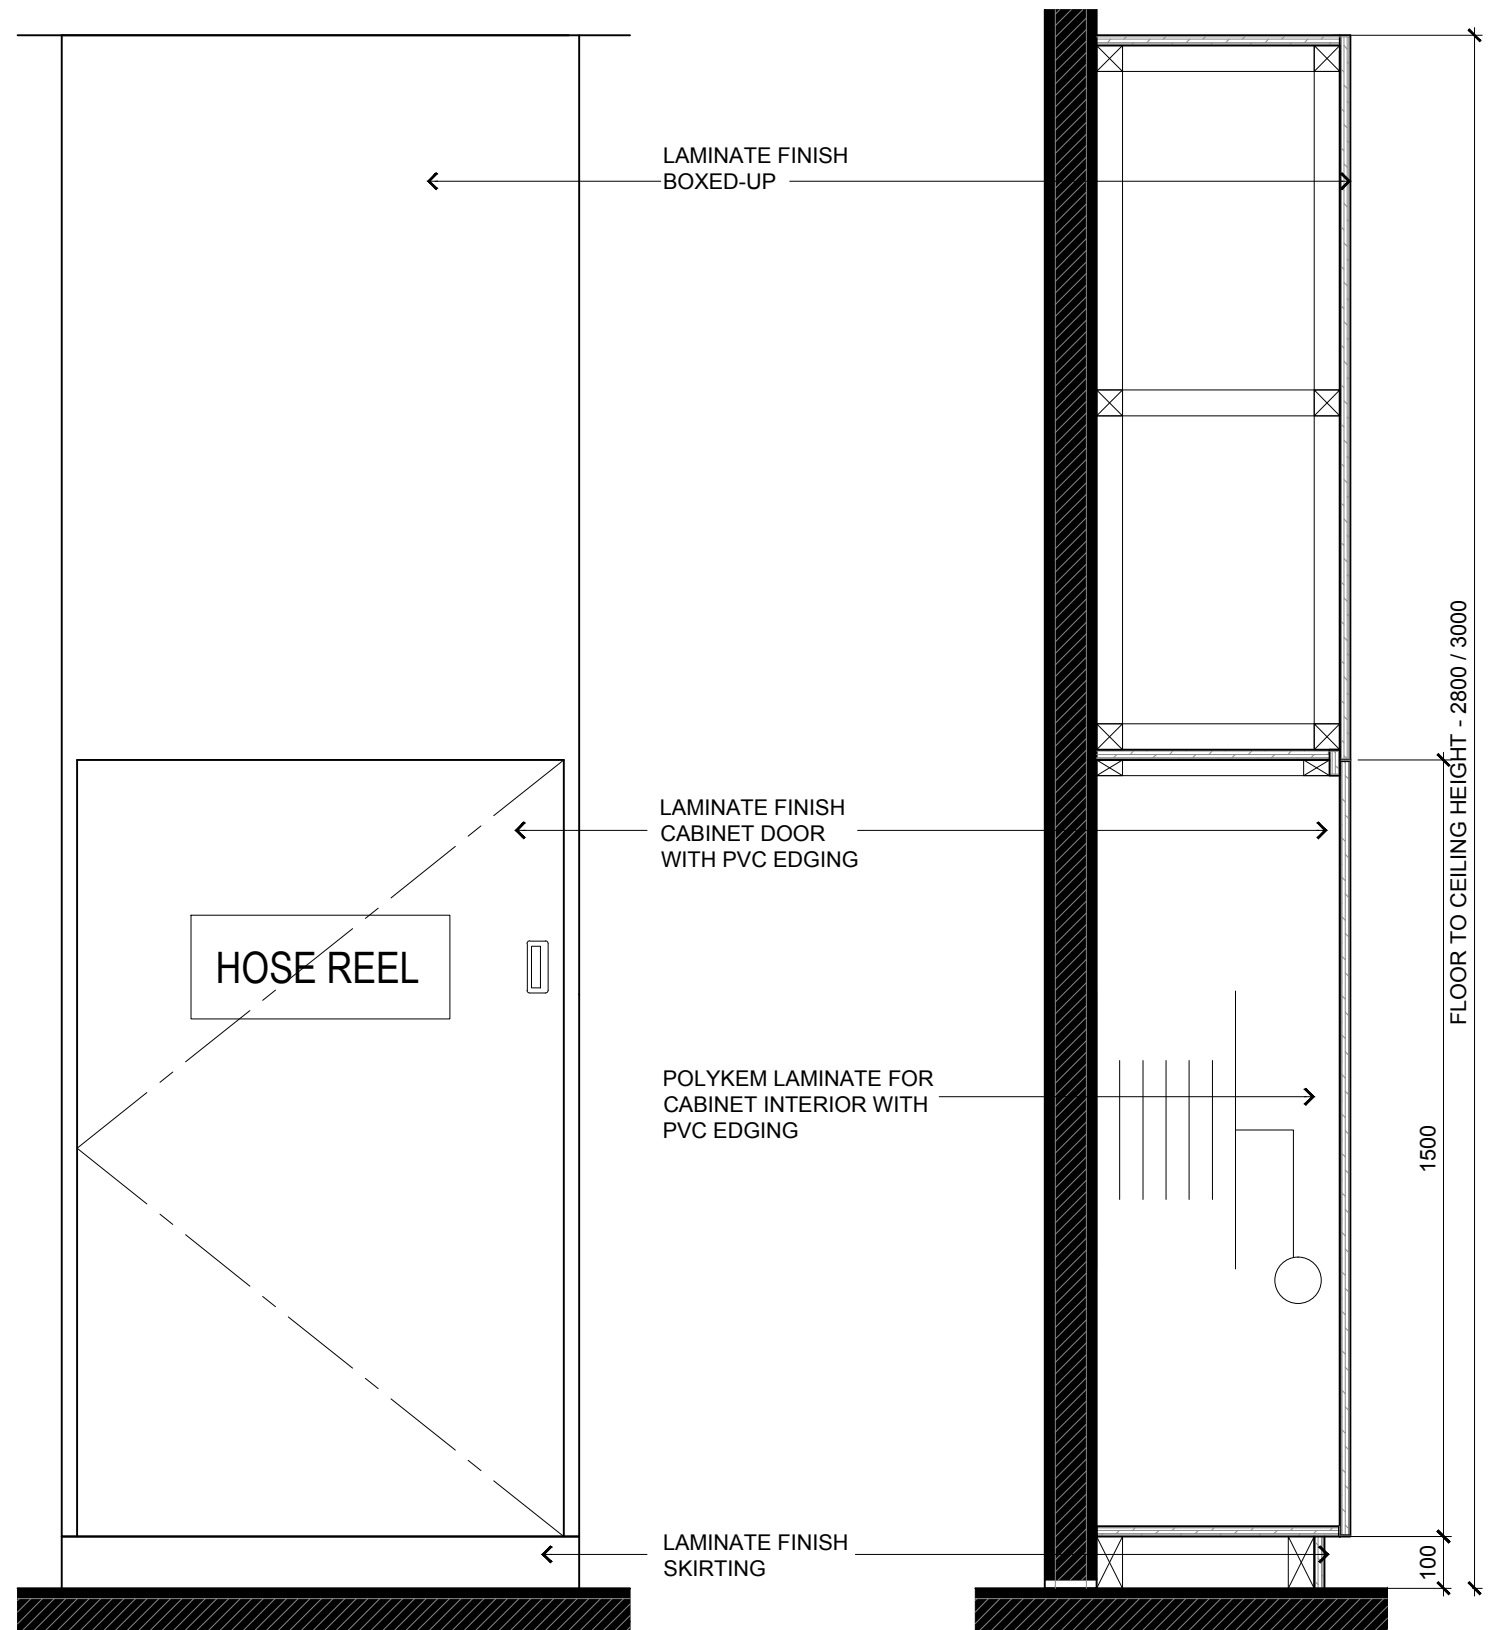 LAMINATE FINISH
BOXED-UP
LAMINATE FINISH
CABINET DOOR
WITH PVC EDGING
HOSE REEL
POLYKEM LAMINATE FOR
CABINET INTERIOR WITH
PVC EDGING
LAMINATE FINISH
SKIRTING
FLOOR TO CEILING HEIGHT - 2800 / 3000
1500
100